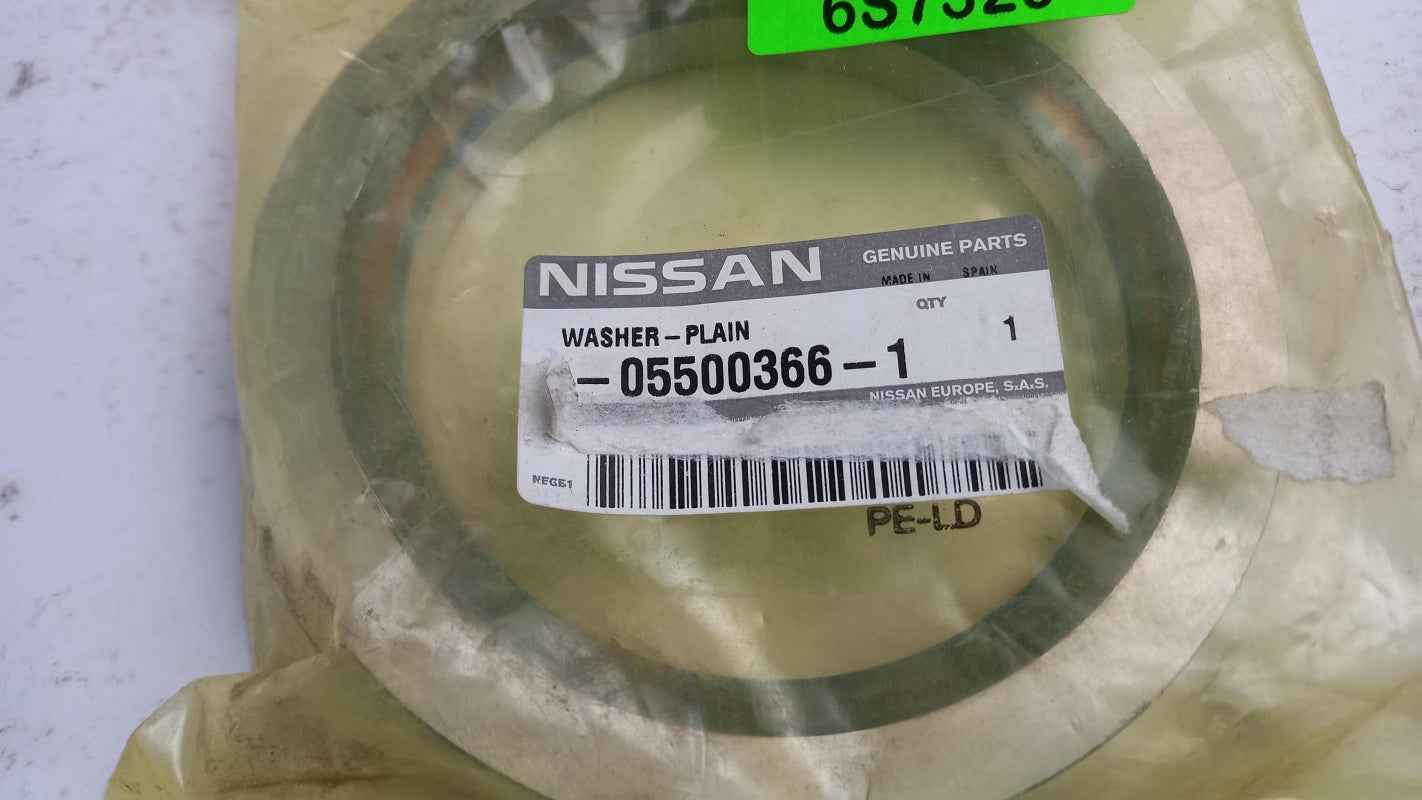 NISSAN
GENUINE PARTS
MADE IN SPAIN
QTY
WASHER-PLAIN
1
-05500366-1
NISSAN EUROPE, S.A.S.
NEGE1
PE-LD